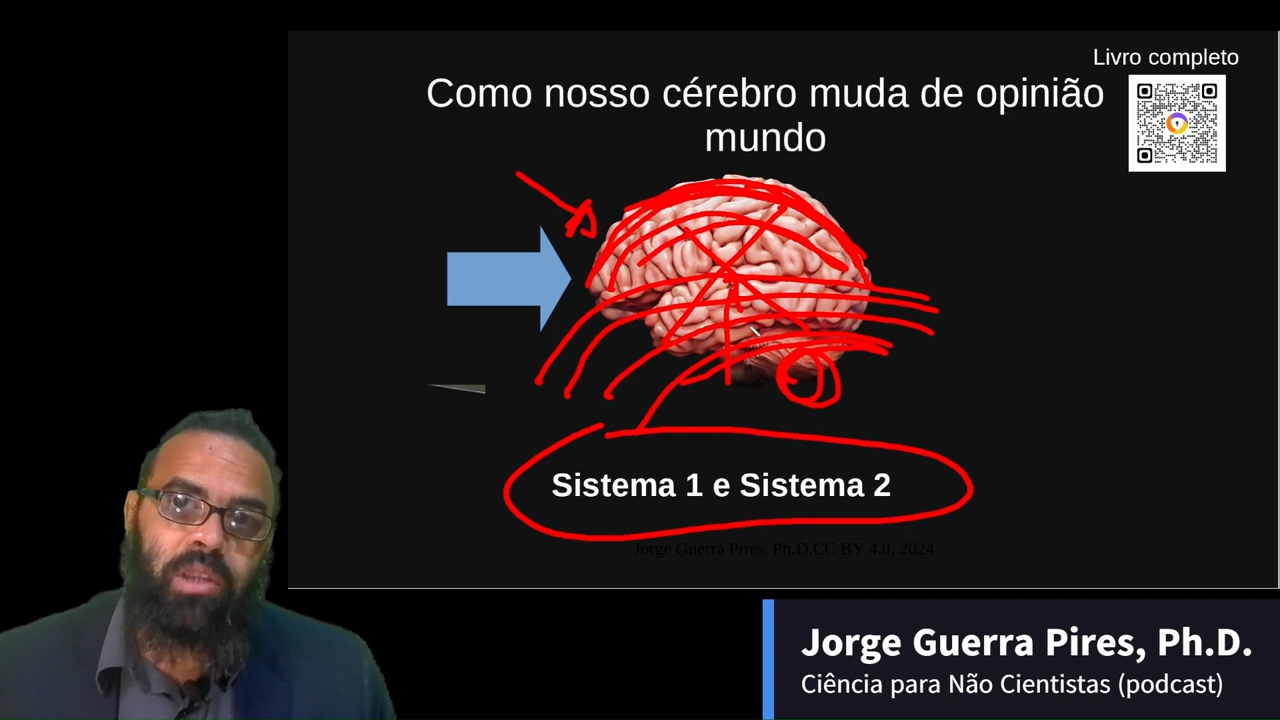 Livro completo
Como nosso cérebro muda de opinião
mundo
Sistema 1 e Sistema 2
Jorge Guerra Pires, Ph.D.CC BY 4.0, 2024
Jorge Guerra Pires, Ph.D.
Ciência para Não Cientistas (podcast)